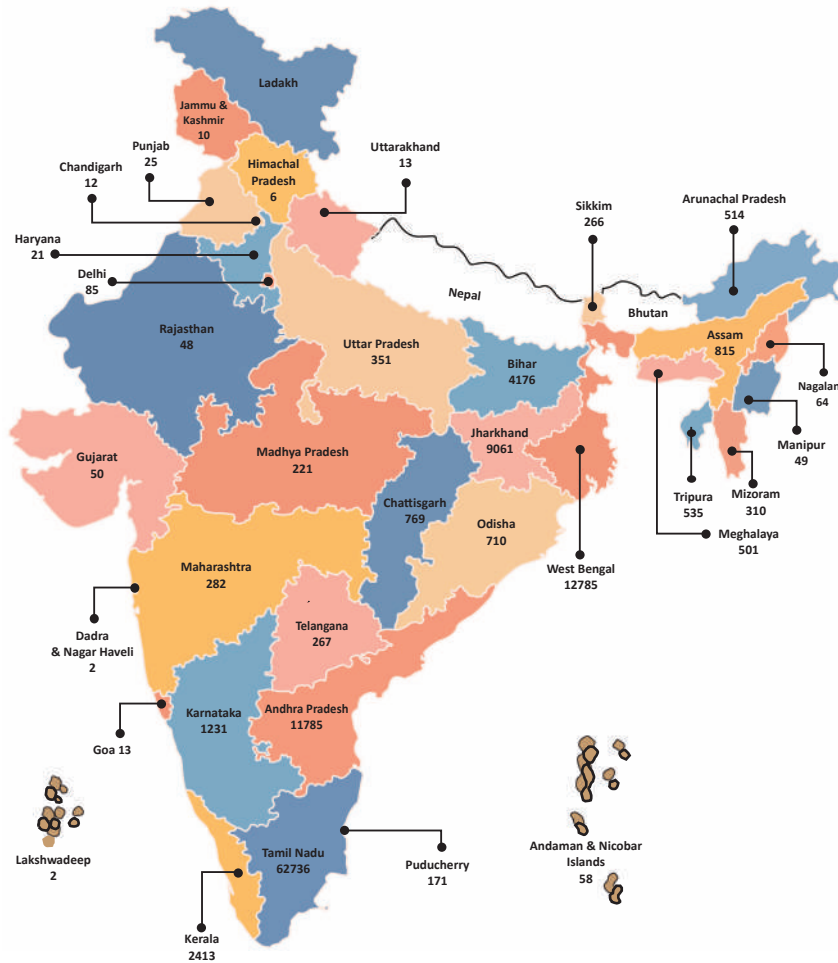 Ladakh
Jammu &
Kashmir
10
Punjab
25
Chandigarh
12
Himachal
Pradesh
6
Uttarakhand
13
Sikkim
266
Arunachal Pradesh
514
Haryana
21
Delhi
85
Nepal
Bhutan
Rajasthan
48
Uttar Pradesh
351
Bihar
4176
Assam
815
Nagalan
64
Manipur
49
Gujarat
50
Madhya Pradesh
221
Jharkhand
9061
Chattisgarh
769
Odisha
710
Tripura
535
Mizoram
310
Meghalaya
501
West Bengal
12785
Maharashtra
282
Dadra
& Nagar Haveli
2
Telangana
267
Karnataka
1231
Andhra Pradesh
11785
Goa 13
Lakshwadeep
2
Tamil Nadu
62736
Puducherry
171
Andaman & Nicobar
Islands
58
Kerala
2413